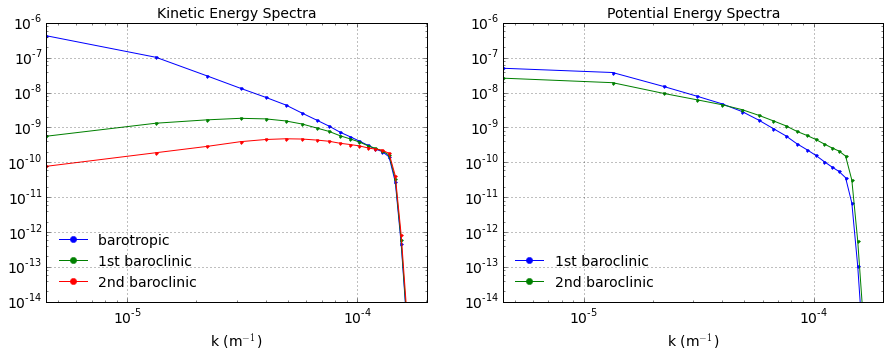 Kinetic Energy Spectra
10⁻⁶
10⁻⁷
10⁻⁸
10⁻⁹
10⁻¹⁰
10⁻¹¹
10⁻¹²
10⁻¹³
10⁻¹⁴
barotropic
1st baroclinic
2nd baroclinic
10⁻⁵
10⁻⁴
k (m⁻¹)
Potential Energy Spectra
10⁻⁶
10⁻⁷
10⁻⁸
10⁻⁹
10⁻¹⁰
10⁻¹¹
10⁻¹²
10⁻¹³
10⁻¹⁴
1st baroclinic
2nd baroclinic
10⁻⁵
10⁻⁴
k (m⁻¹)